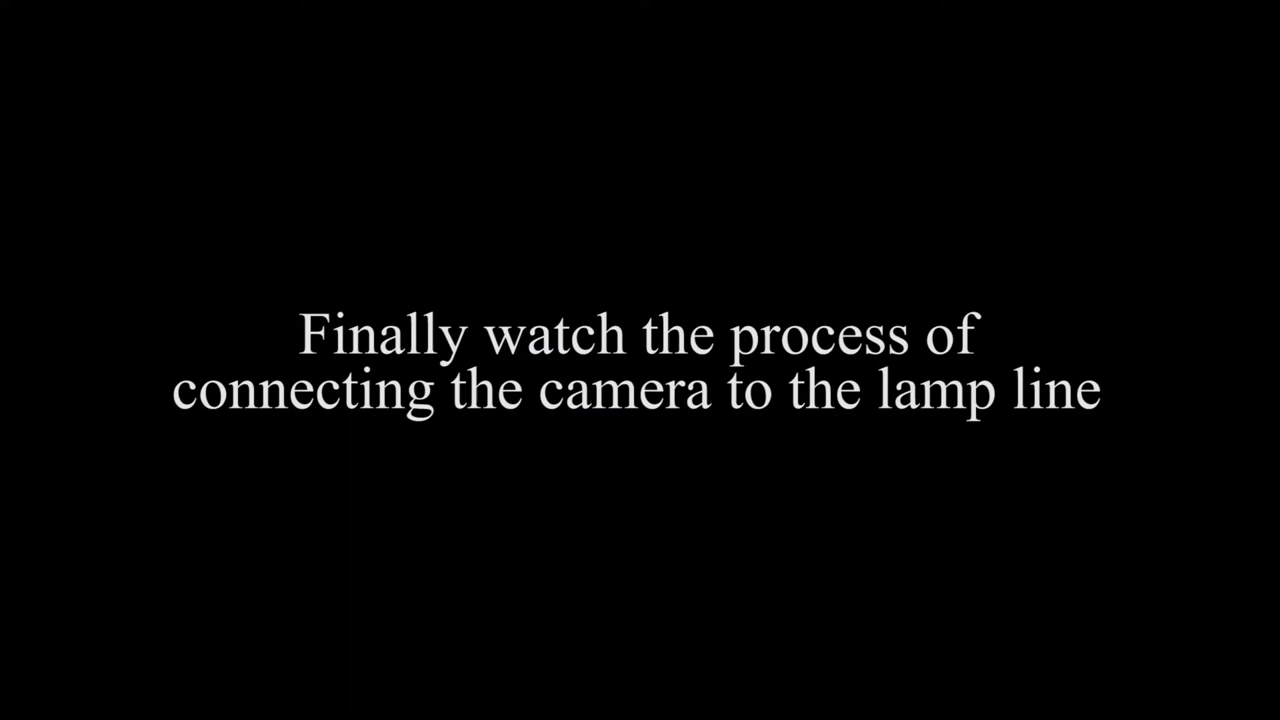 Finally watch the process of
connecting the camera to the lamp line